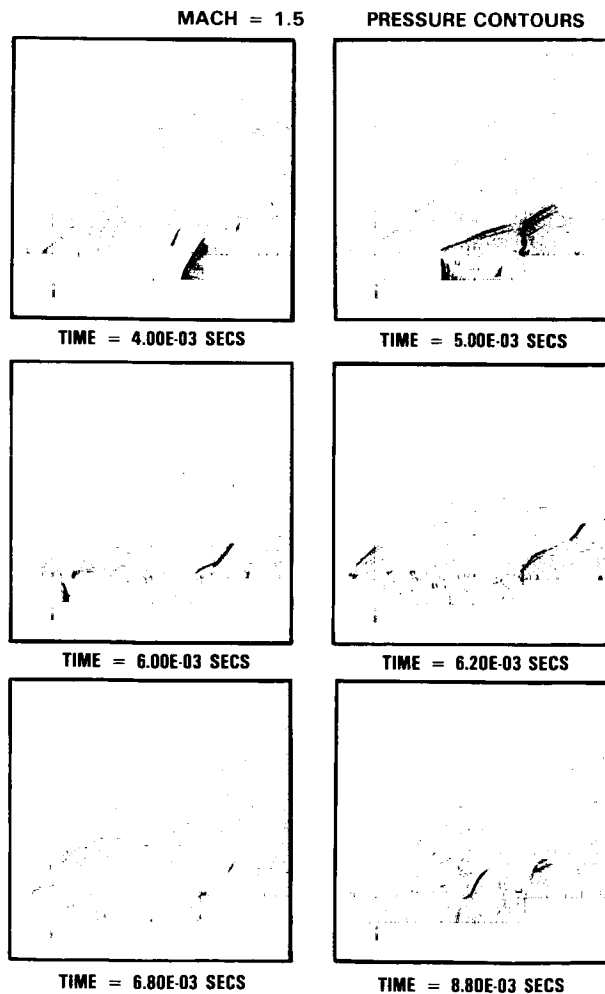 MACH = 1.5 PRESSURE CONTOURS
TIME = 4.00E-03 SECS
TIME = 5.00E-03 SECS
TIME = 6.00E-03 SECS
TIME = 6.20E-03 SECS
TIME = 6.80E-03 SECS
TIME = 8.80E-03 SECS